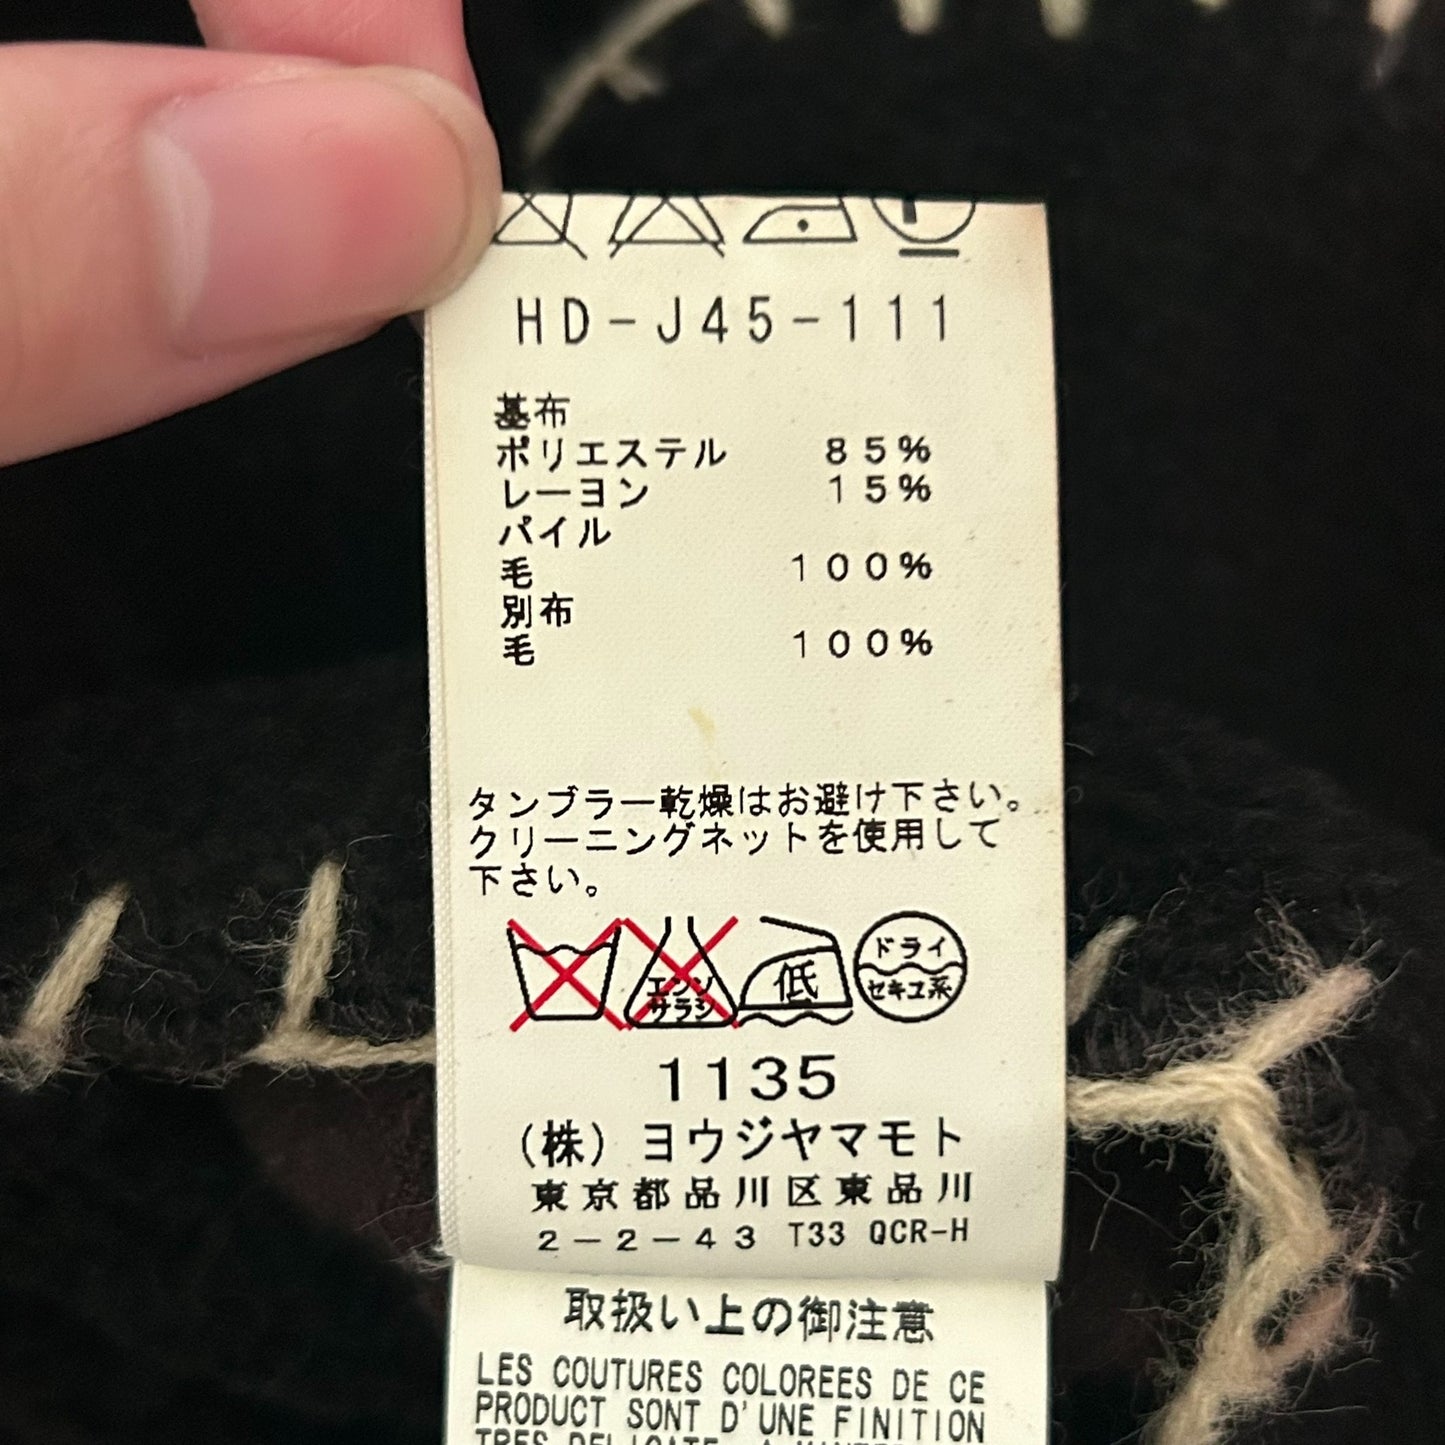 HD-J45-111
基布
ポリエステル 85%
レーヨン 15%
パイル
毛 100%
別布
毛 100%
タンブラー乾燥はお避け下さい。
クリーニングネットを使用して
下さい。
エンソ
サラシ
低
ドライ
セキユ系
1135
(株)ヨウジヤマモト
東京都品川区東品川
2-2-43 T33 QCR-H
取扱い上の御注意
LES COUTURES COLOREES DE CE
PRODUCT SONT D'UNE FINITION
TRES DELICATE. A